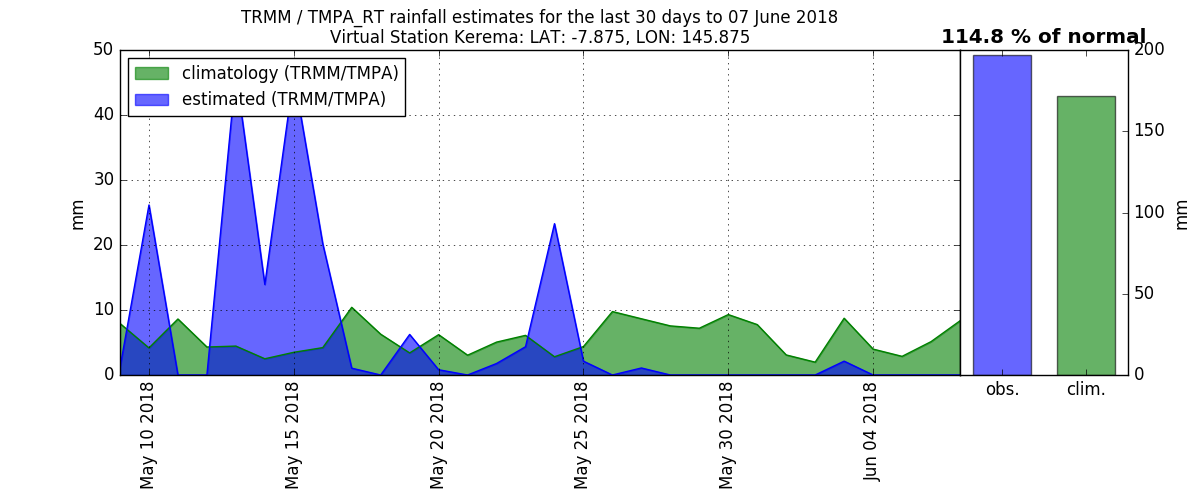 TRMM / TMPA_RT rainfall estimates for the last 30 days to 07 June 2018
Virtual Station Kerema: LAT: -7.875, LON: 145.875
114.8 % of normal
climatology (TRMM/TMPA)
estimated (TRMM/TMPA)
50
40
30
20
10
0
mm
May 10 2018
May 15 2018
May 20 2018
May 25 2018
May 30 2018
Jun 04 2018
obs.
clim.
200
150
100
50
0
mm